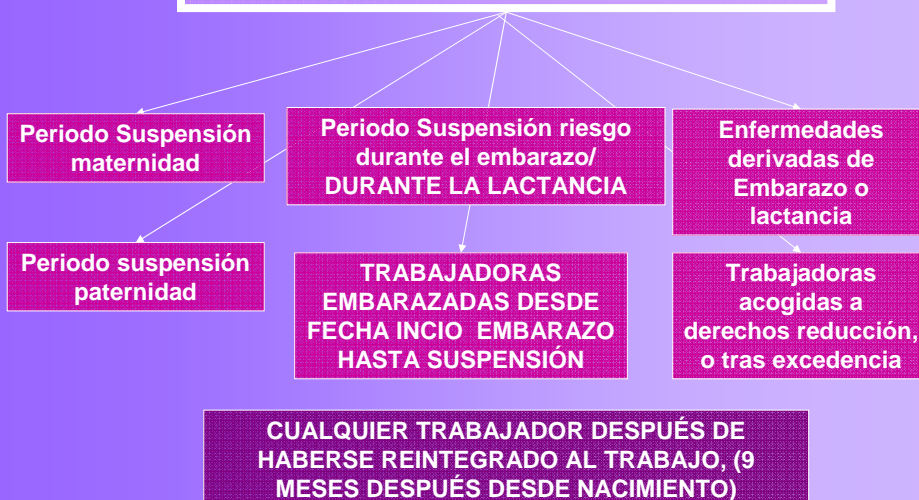 Periodo Suspensión
maternidad
Periodo Suspensión riesgo
durante el embarazo/
DURANTE LA LACTANCIA
Enfermedades
derivadas de
Embarazo o
lactancia
Periodo suspensión
paternidad
TRABAJADORAS
EMBARAZADAS DESDE
FECHA INCIO EMBARAZO
HASTA SUSPENSIÓN
Trabajadoras
acogidas a
derechos reducción,
o tras excedencia
CUALQUIER TRABAJADOR DESPUÉS DE
HABERSE REINTEGRADO AL TRABAJO, (9
MESES DESPUÉS DESDE NACIMIENTO)